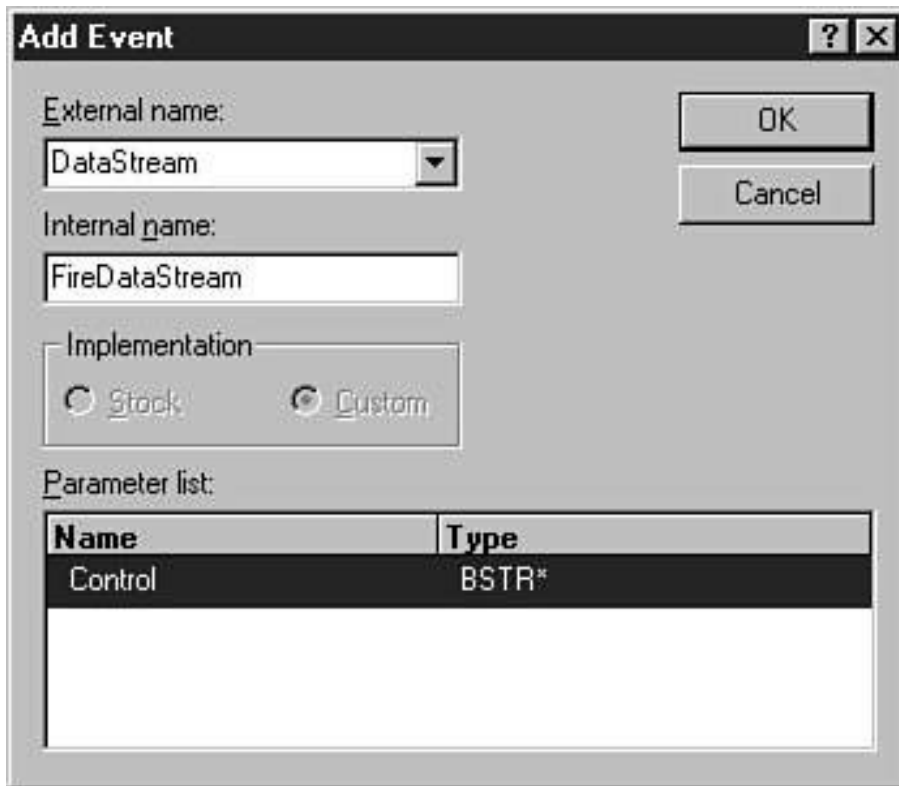 Add Event
External name:
OK
DataStream
Cancel
Internal name:
FireDataStream
Implementation
Stock Custom
Parameter list:
Name Type
Control BSTR*